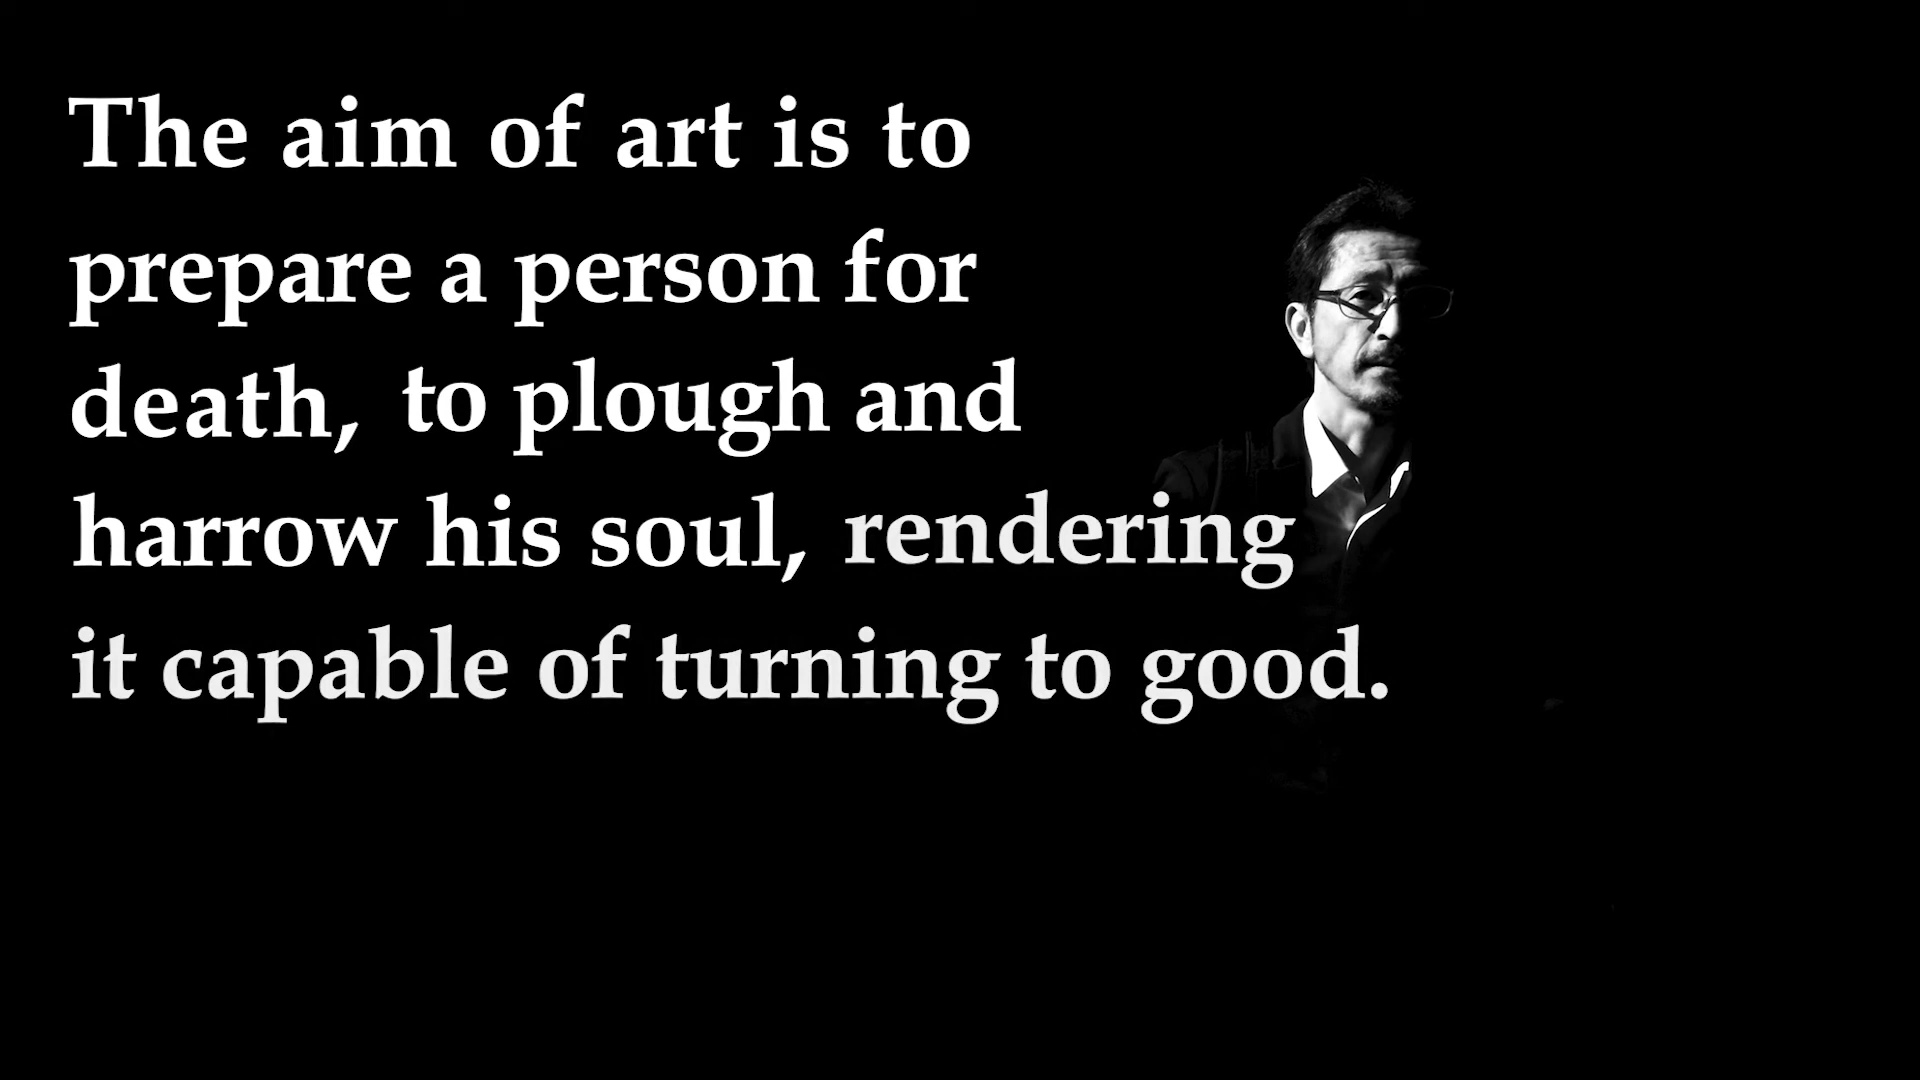 The aim of art is to
prepare a person for
death, to plough and
harrow his soul, rendering
it capable of turning to good.